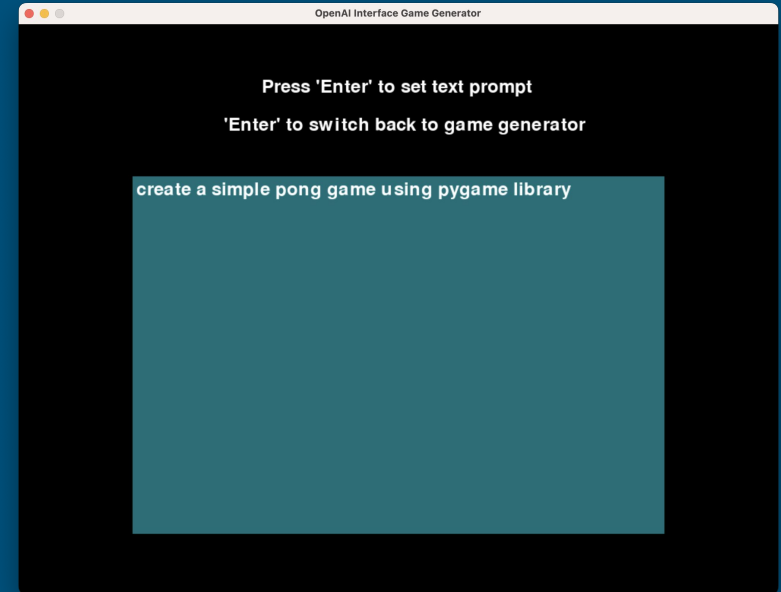 OpenAI Interface Game Generator
Press 'Enter' to set text prompt
'Enter' to switch back to game generator
create a simple pong game using pygame library